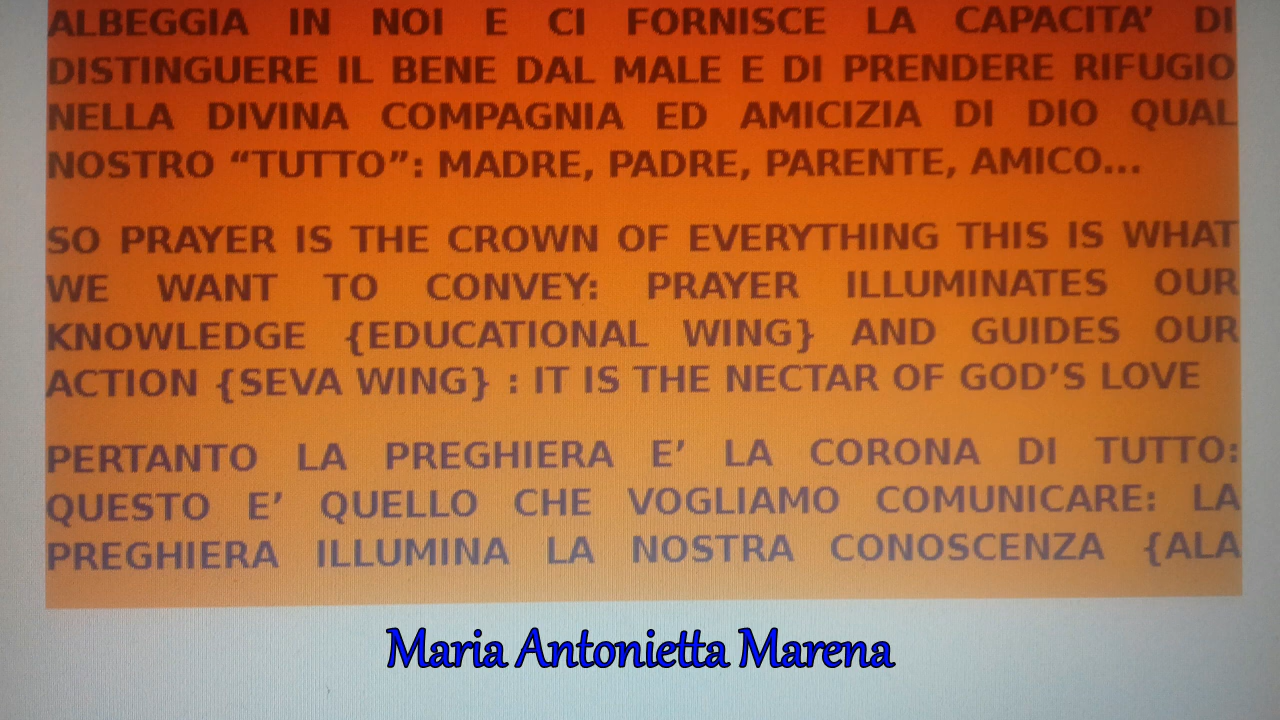 ALBEGGIA IN NOI E CI FORNISCE LA CAPACITA’ DI
DISTINGUERE IL BENE DAL MALE E DI PRENDERE RIFUGIO
NELLA DIVINA COMPAGNIA ED AMICIZIA DI DIO QUAL
NOSTRO “TUTTO”: MADRE, PADRE, PARENTE, AMICO...
SO PRAYER IS THE CROWN OF EVERYTHING THIS IS WHAT
WE WANT TO CONVEY: PRAYER ILLUMINATES OUR
KNOWLEDGE {EDUCATIONAL WING} AND GUIDES OUR
ACTION {SEVA WING} : IT IS THE NECTAR OF GOD’S LOVE
PERTANTO LA PREGHIERA E’ LA CORONA DI TUTTO:
QUESTO E’ QUELLO CHE VOGLIAMO COMUNICARE: LA
PREGHIERA ILLUMINA LA NOSTRA CONOSCENZA {ALA
Maria Antonietta Marena